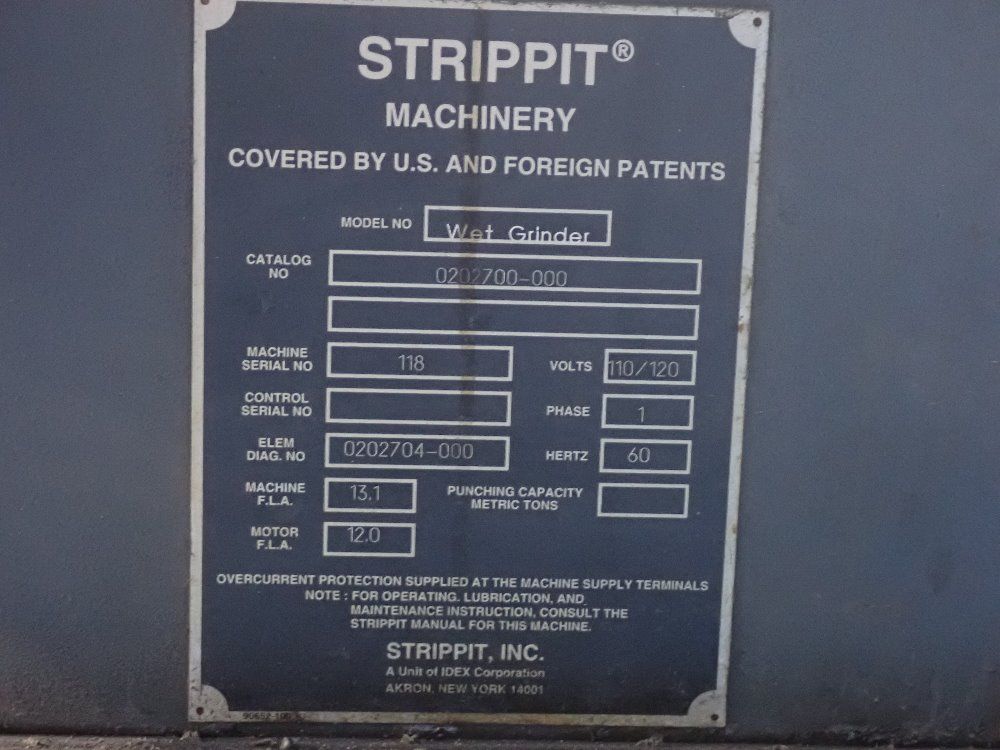 STRIPPIT®
MACHINERY
COVERED BY U.S. AND FOREIGN PATENTS
MODEL NO Wet Grinder
CATALOG NO 0202700-000
MACHINE SERIAL NO 118 VOLTS 110/120
CONTROL SERIAL NO PHASE 1
ELEM DIAG. NO 0202704-000 HERTZ 60
MACHINE F.L.A. 13.1 PUNCHING CAPACITY METRIC TONS
MOTOR F.L.A. 12.0
OVERCURRENT PROTECTION SUPPLIED AT THE MACHINE SUPPLY TERMINALS
NOTE : FOR OPERATING. LUBRICATION, AND
MAINTENANCE INSTRUCTION, CONSULT THE
STRIPPIT MANUAL FOR THIS MACHINE.
STRIPPIT, INC.
A Unit of IDEX Corporation
AKRON, NEW YORK 14001